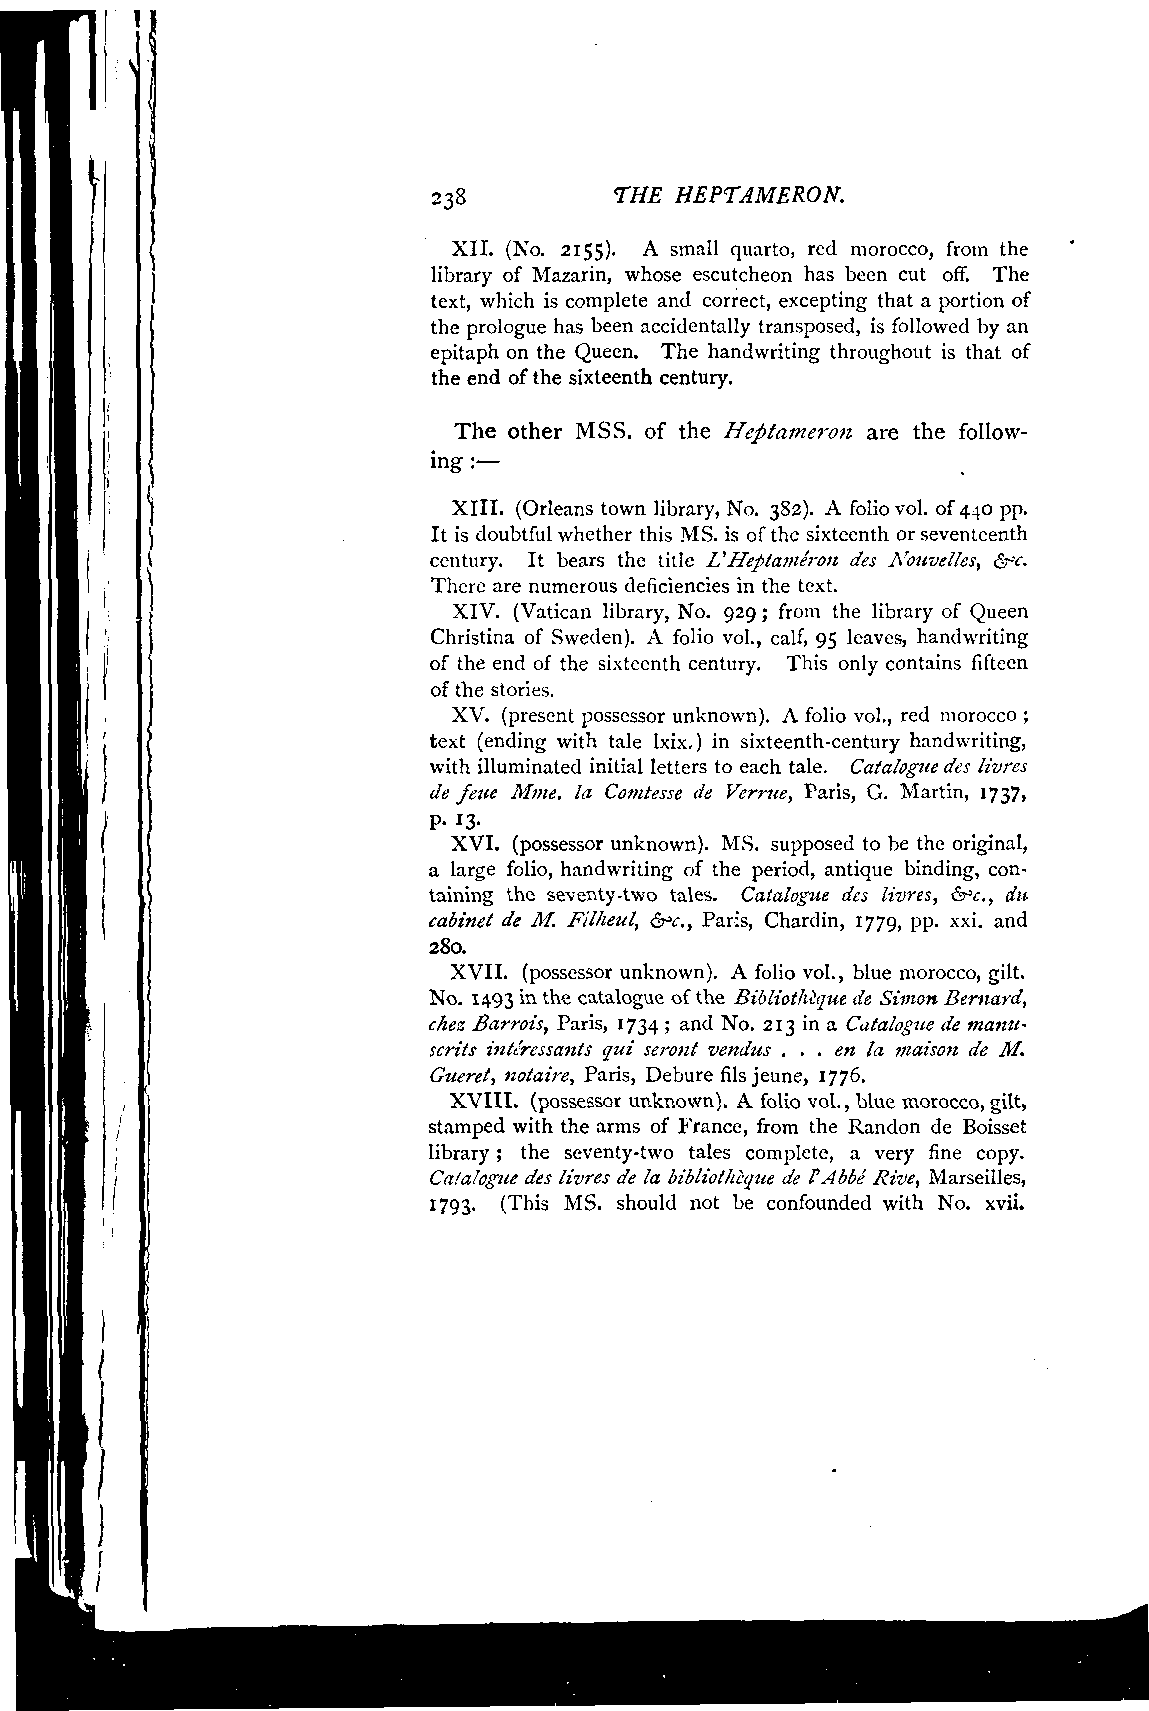 238 THE HEPTAMERON.
XII. (No. 2155). A small quarto, red morocco, from the
library of Mazarin, whose escutcheon has been cut off. The
text, which is complete and correct, excepting that a portion of
the prologue has been accidentally transposed, is followed by an
epitaph on the Queen. The handwriting throughout is that of
the end of the sixteenth century.
The other MSS. of the Heptameron are the follow-
ing :—
XIII. (Orleans town library, No. 382). A folio vol. of 440 pp.
It is doubtful whether this MS. is of the sixteenth or seventeenth
century. It bears the title L'Heptaméron des Nouvelles, &c.
There are numerous deficiencies in the text.
XIV. (Vatican library, No. 929; from the library of Queen
Christina of Sweden). A folio vol., calf, 95 leaves, handwriting
of the end of the sixteenth century. This only contains fifteen
of the stories.
XV. (present possessor unknown). A folio vol., red morocco;
text (ending with tale lxix.) in sixteenth-century handwriting,
with illuminated initial letters to each tale. Catalogue des livres
de feue Mme. la Comtesse de Verrue, Paris, G. Martin, 1737,
p. 13.
XVI. (possessor unknown). MS. supposed to be the original,
a large folio, handwriting of the period, antique binding, con-
taining the seventy-two tales. Catalogue des livres, &c., du
cabinet de M. Filheul, &c., Paris, Chardin, 1779, pp. xxi. and
280.
XVII. (possessor unknown). A folio vol., blue morocco, gilt.
No. 1493 in the catalogue of the Bibliothèque de Simon Bernard,
chez Barrois, Paris, 1734; and No. 213 in a Catalogue de manu-
scrits intéressants qui seront vendus . . . en la maison de M.
Gueret, notaire, Paris, Debure fils jeune, 1776.
XVIII. (possessor unknown). A folio vol., blue morocco, gilt,
stamped with the arms of France, from the Randon de Boisset
library; the seventy-two tales complete, a very fine copy.
Catalogue des livres de la bibliothèque de l'Abbé Rive, Marseilles,
1793. (This MS. should not be confounded with No. xvii.